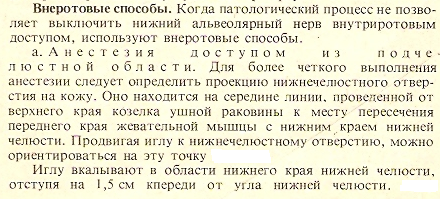 Внеротовые способы. Когда патологический процесс не позво-
ляет выключить нижний альвеолярный нерв внутриротовым
доступом, используют внеротовые способы.
а. Анестезия доступом из подче-
люстной области. Для более четкого выполнения
анестезии следует определить проекцию нижнечелюстного отвер-
стия на кожу. Оно находится на середине линии, проведенной от
верхнего края козелка ушной раковины к месту пересечения
переднего края жевательной мышцы с нижним краем нижней
челюсти. Продвигая иглу к нижнечелюстному отверстию, можно
ориентироваться на эту точку
Иглу вкалывают в области нижнего края нижней челюсти,
отступя на 1,5 см кпереди от угла нижней челюсти.